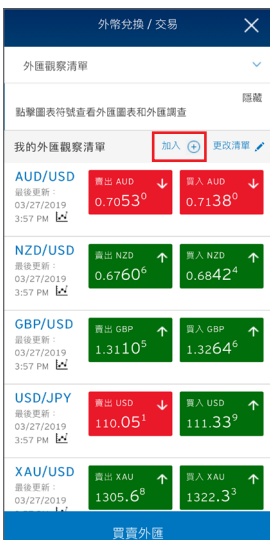 外幣兌換 / 交易
外匯觀察清單
隱藏
點擊圖表符號查看外匯圖表和外匯調查
我的外匯觀察清單 加入 更改清單
AUD/USD
最後更新：
03/27/2019
3:57 PM
賣出 AUD
0.7053⁰
買入 AUD
0.7138⁰
NZD/USD
最後更新：
03/27/2019
3:57 PM
賣出 NZD
0.6760⁶
買入 NZD
0.6842⁴
GBP/USD
最後更新：
03/27/2019
3:57 PM
賣出 GBP
1.3110⁵
買入 GBP
1.3264⁶
USD/JPY
最後更新：
03/27/2019
3:57 PM
賣出 USD
110.05¹
買入 USD
111.33⁹
XAU/USD
最後更新：
03/27/2019
賣出 XAU
1305.6⁸
買入 XAU
1322.3³
買賣外匯